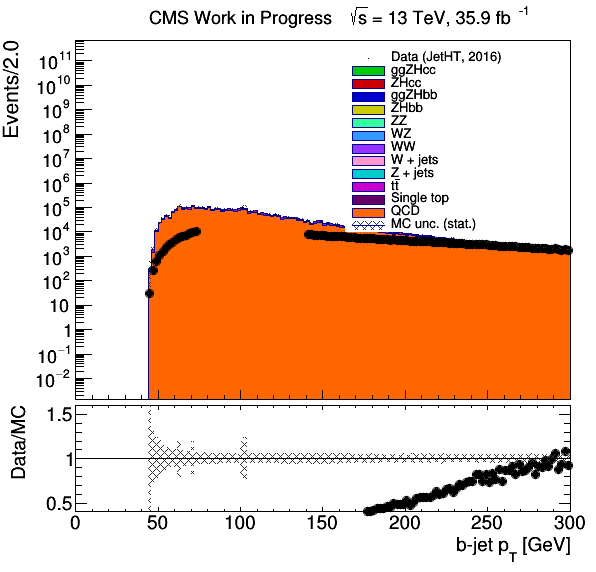 CMS Work in Progress √s = 13 TeV, 35.9 fb⁻¹
Events/2.0
10¹¹
10¹⁰
10⁹
10⁸
10⁷
10⁶
10⁵
10⁴
10³
10²
10
1
10⁻¹
10⁻²
Data (JetHT, 2016)
ggZHcc
ZHcc
ggZHbb
ZHbb
ZZ
WZ
WW
W + jets
Z + jets
tt̄
Single top
QCD
MC unc. (stat.)
Data/MC
1.5
1
0.5
0 50 100 150 200 250 300
b-jet p_T [GeV]